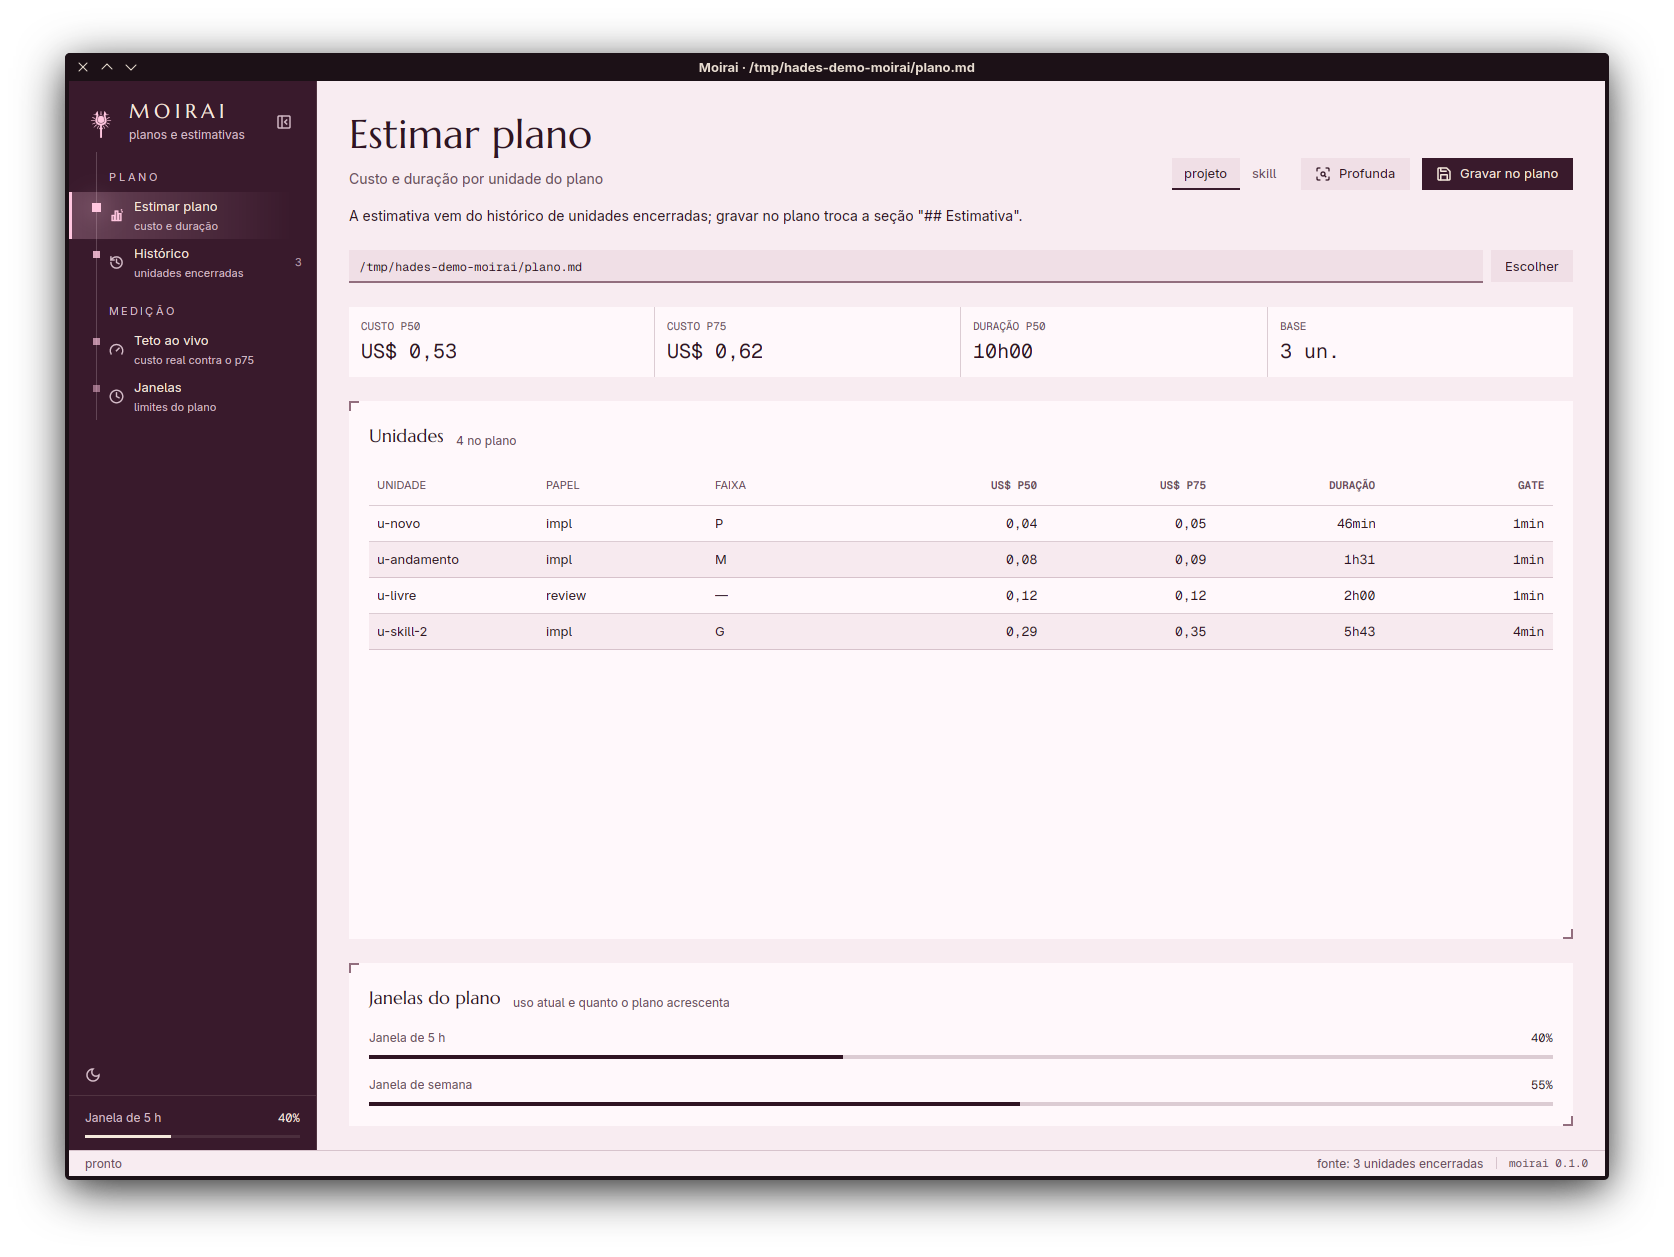 Moirai · /tmp/hades-demo-moirai/plano.md
MOIRAI
planos e estimativas
PLANO
Estimar plano
custo e duração
Histórico
unidades encerradas
3
MEDIÇÃO
Teto ao vivo
custo real contra o p75
Janelas
limites do plano
Janela de 5 h 40%
Estimar plano
Custo e duração por unidade do plano
projeto skill Profunda Gravar no plano
A estimativa vem do histórico de unidades encerradas; gravar no plano troca a seção "## Estimativa".
/tmp/hades-demo-moirai/plano.md Escolher
CUSTO P50 CUSTO P75 DURAÇÃO P50 BASE
US$ 0,53 US$ 0,62 10h00 3 un.
Unidades 4 no plano
UNIDADE PAPEL FAIXA US$ P50 US$ P75 DURAÇÃO GATE
u-novo impl P 0,04 0,05 46min 1min
u-andamento impl M 0,08 0,09 1h31 1min
u-livre review — 0,12 0,12 2h00 1min
u-skill-2 impl G 0,29 0,35 5h43 4min
Janelas do plano uso atual e quanto o plano acrescenta
Janela de 5 h 40%
Janela de semana 55%
pronto fonte: 3 unidades encerradas moirai 0.1.0